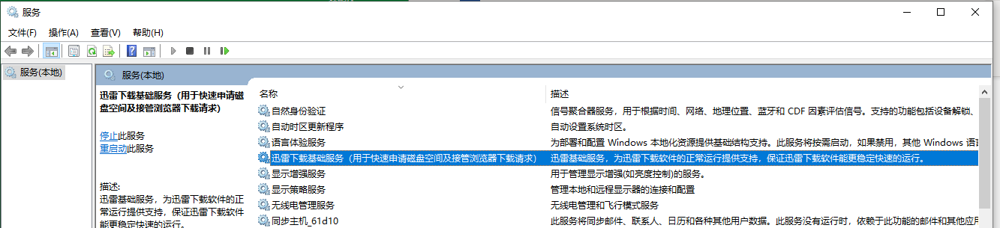 服务
文件(F) 操作(A) 查看(V) 帮助(H)
服务(本地)
服务(本地)
迅雷下载基础服务（用于快速申请磁
盘空间及接管浏览器下载请求）
停止此服务
重启动此服务
描述:
迅雷基础服务，为迅雷下载软件的正
常运行提供支持，保证迅雷下载软件
能更稳定快速的运行。
名称 描述
自然身份验证 信号聚合器服务，用于根据时间、网络、地理位置、蓝牙和 CDF 因素评估信号。支持的功能包括设备解锁、
自动时区更新程序 自动设置系统时区。
语言体验服务 为部署和配置 Windows 本地化资源提供基础结构支持。此服务将按需启动，如果禁用，其他 Windows 语言
迅雷下载基础服务（用于快速申请磁盘空间及接管浏览器下载请求） 迅雷基础服务，为迅雷下载软件的正常运行提供支持，保证迅雷下载软件能更稳定快速的运行。
显示增强服务 用于管理显示增强(如亮度控制)的服务。
显示策略服务 管理本地和远程显示器的连接和配置
无线电管理服务 无线电管理和飞行模式服务
同步主机_61d10 此服务将同步邮件、联系人、日历和各种其他用户数据。此服务没有运行时，依赖于此功能的邮件和其他应用